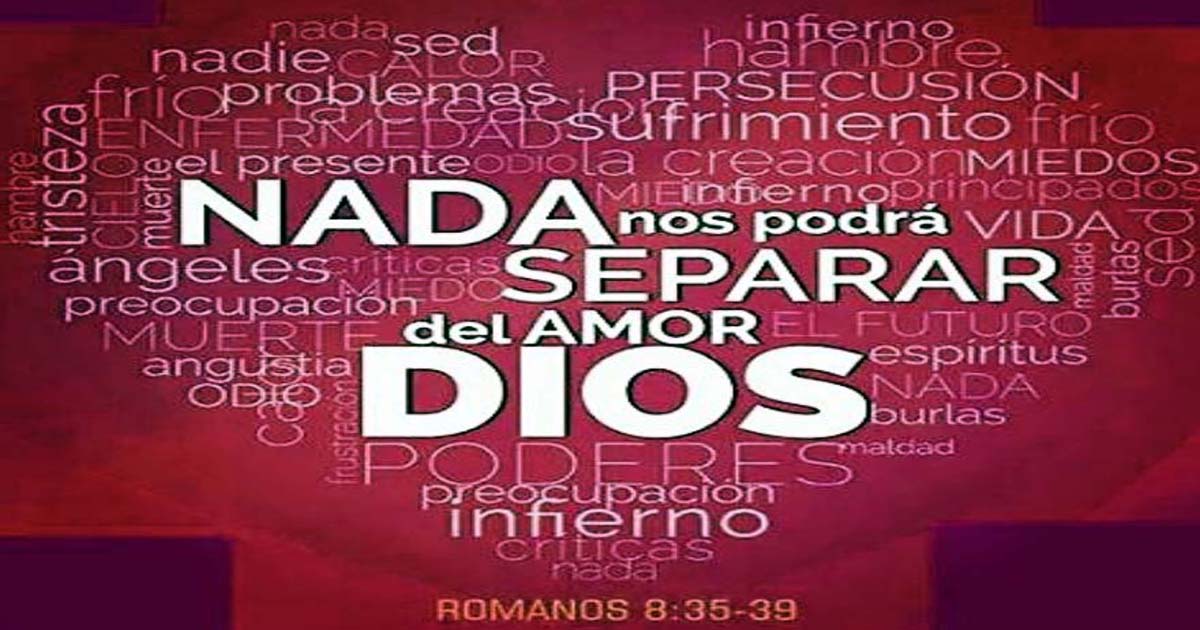 nada
infierno
nadie sed
hambre
CALOR
frío problemas PERSECUSIÓN
la creación
ENFERMEDAD sufrimiento frío
tristeza
hambre
CIELO
muerte
el presente ODIO la creación MIEDOS
infierno principados
NADA nos podrá VIDA
sed
ángeles críticas SEPARAR
maldad
burlas
MIEDO
preocupación
MUERTE del AMOR EL FUTURO
angustia DIOS espíritus
ODIO NADA
burlas
frustración
PODERES maldad
preocupación
infierno
críticas
nada
ROMANOS 8:35-39